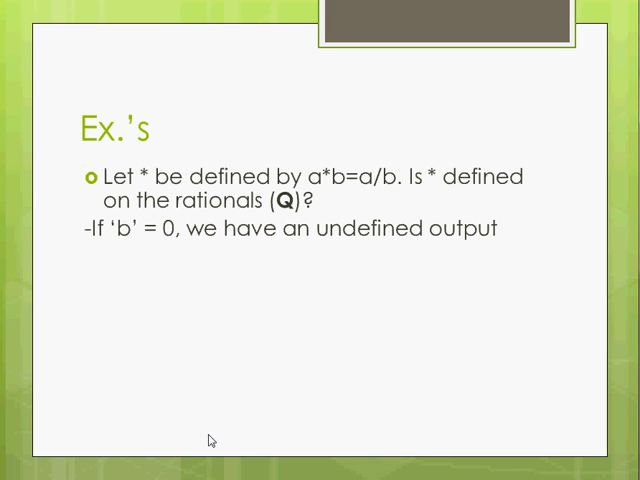 Ex.'s
Let * be defined by a*b=a/b. Is * defined
on the rationals (Q)?
-If ‘b’ = 0, we have an undefined output